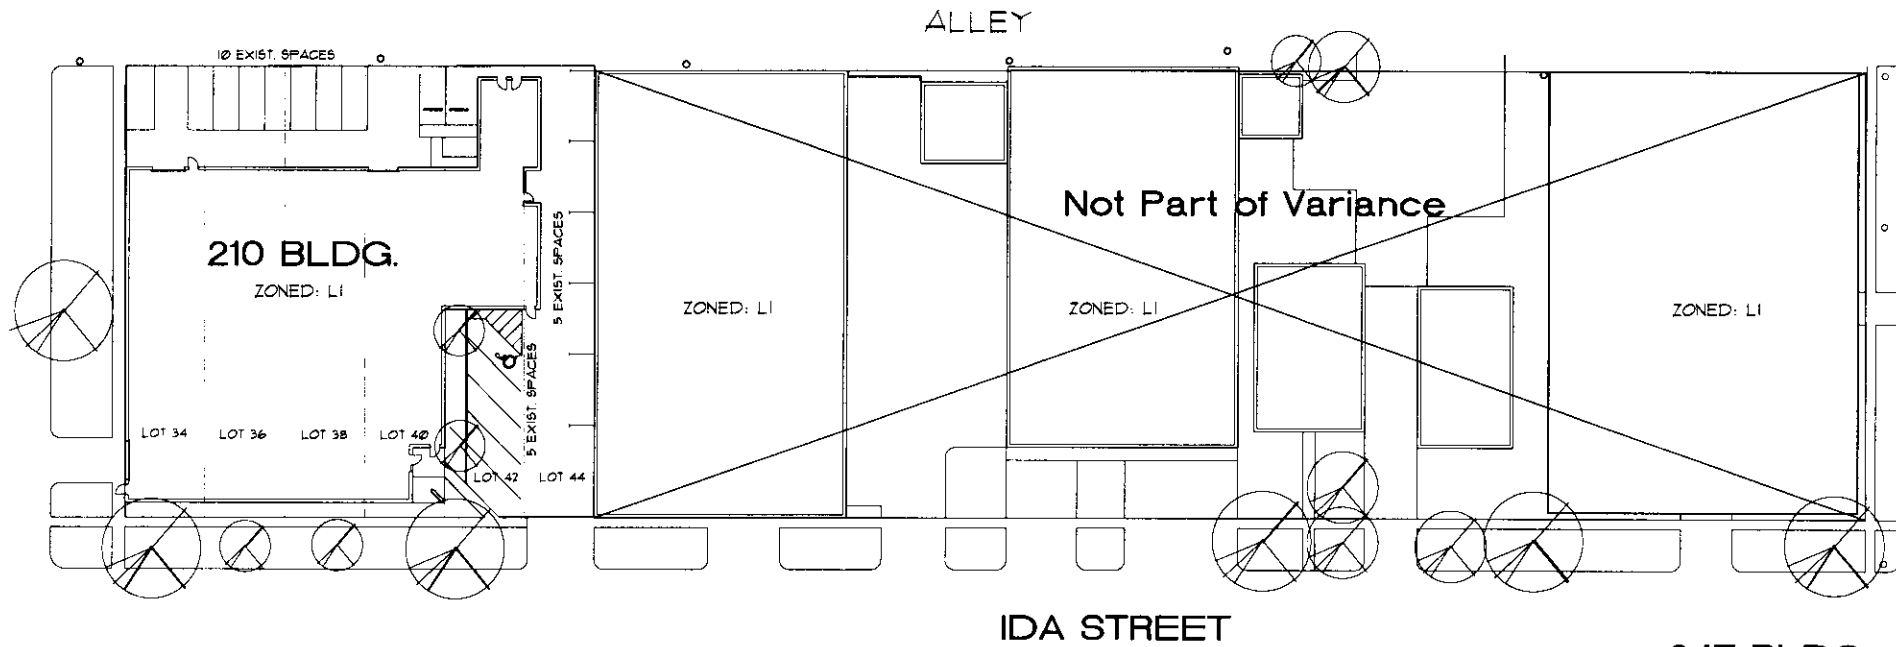 ALLEY
10 EXIST. SPACES
Not Part of Variance
210 BLDG.
ZONED: LI
5 EXIST. SPACES
ZONED: LI
ZONED: LI
ZONED: LI
5 EXIST. SPACES
LOT 34
LOT 36
LOT 38
LOT 40
LOT 42
LOT 44
IDA STREET